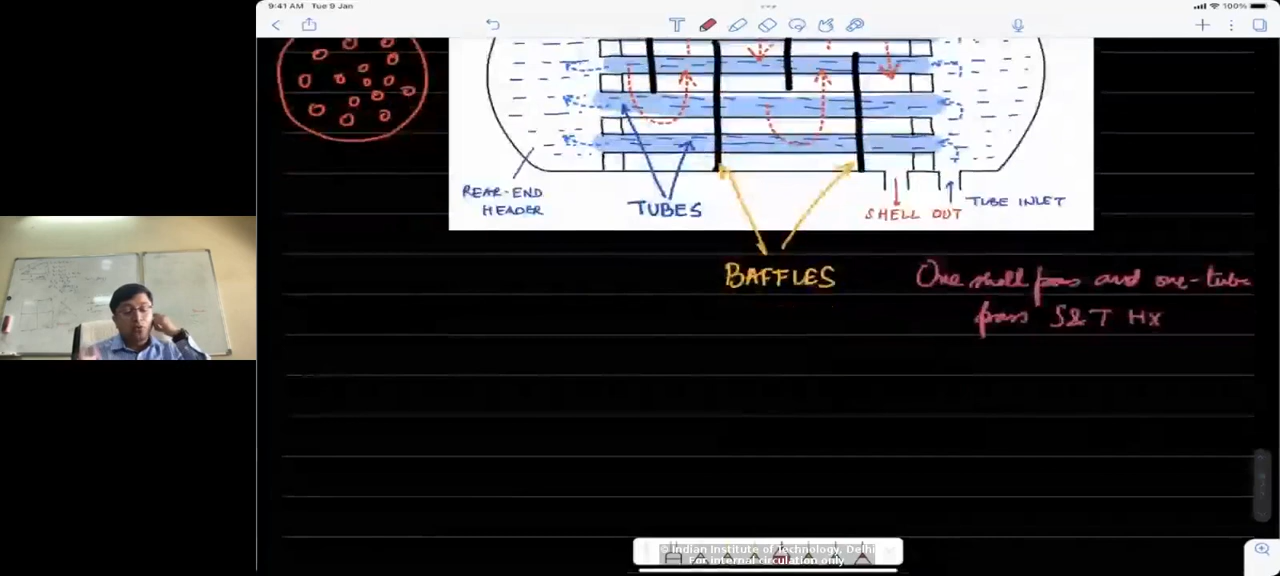 9:41 AM Tue 9 Jan
100%
REAR-END
HEADER
TUBES
SHELL OUT
TUBE INLET
BAFFLES
One shell pass and one-tube
pass S&T HX
© Indian Institute of Technology, Delhi
For internal circulation only